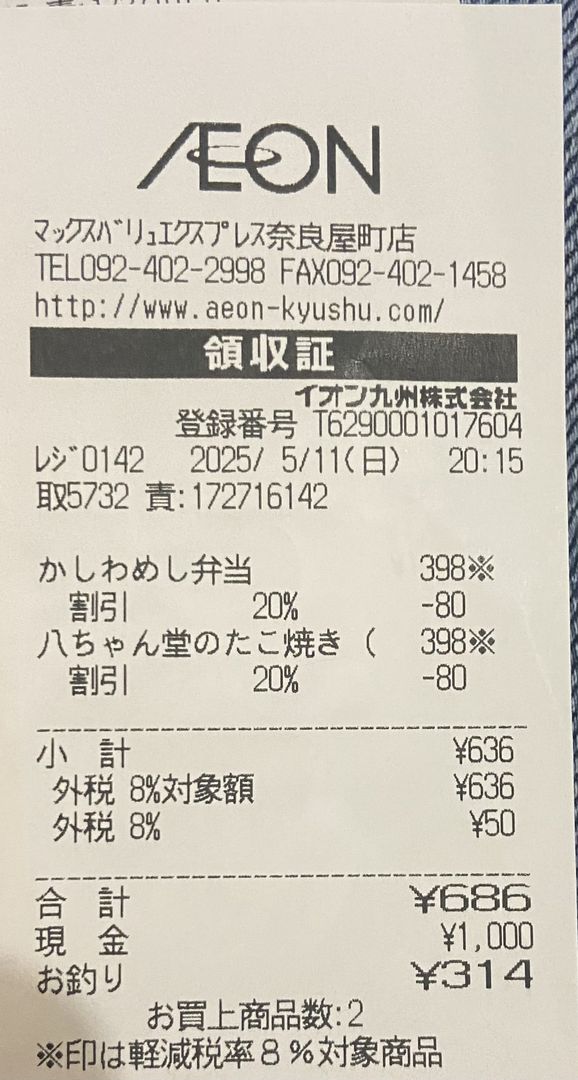 AEON
マックスバリュエクスプレス奈良屋町店
TEL092-402-2998 FAX092-402-1458
http://www.aeon-kyushu.com/
領収証
イオン九州株式会社
登録番号 T6290001017604
レジ0142 2025/ 5/11(日) 20:15
取5732 責:172716142
かしわめし弁当 398※
割引 20% -80
八ちゃん堂のたこ焼き ( 398※
割引 20% -80
小 計 ¥636
外税 8%対象額 ¥636
外税 8% ¥50
合 計 ¥686
現 金 ¥1,000
お釣り ¥314
お買上商品数:2
※印は軽減税率8%対象商品